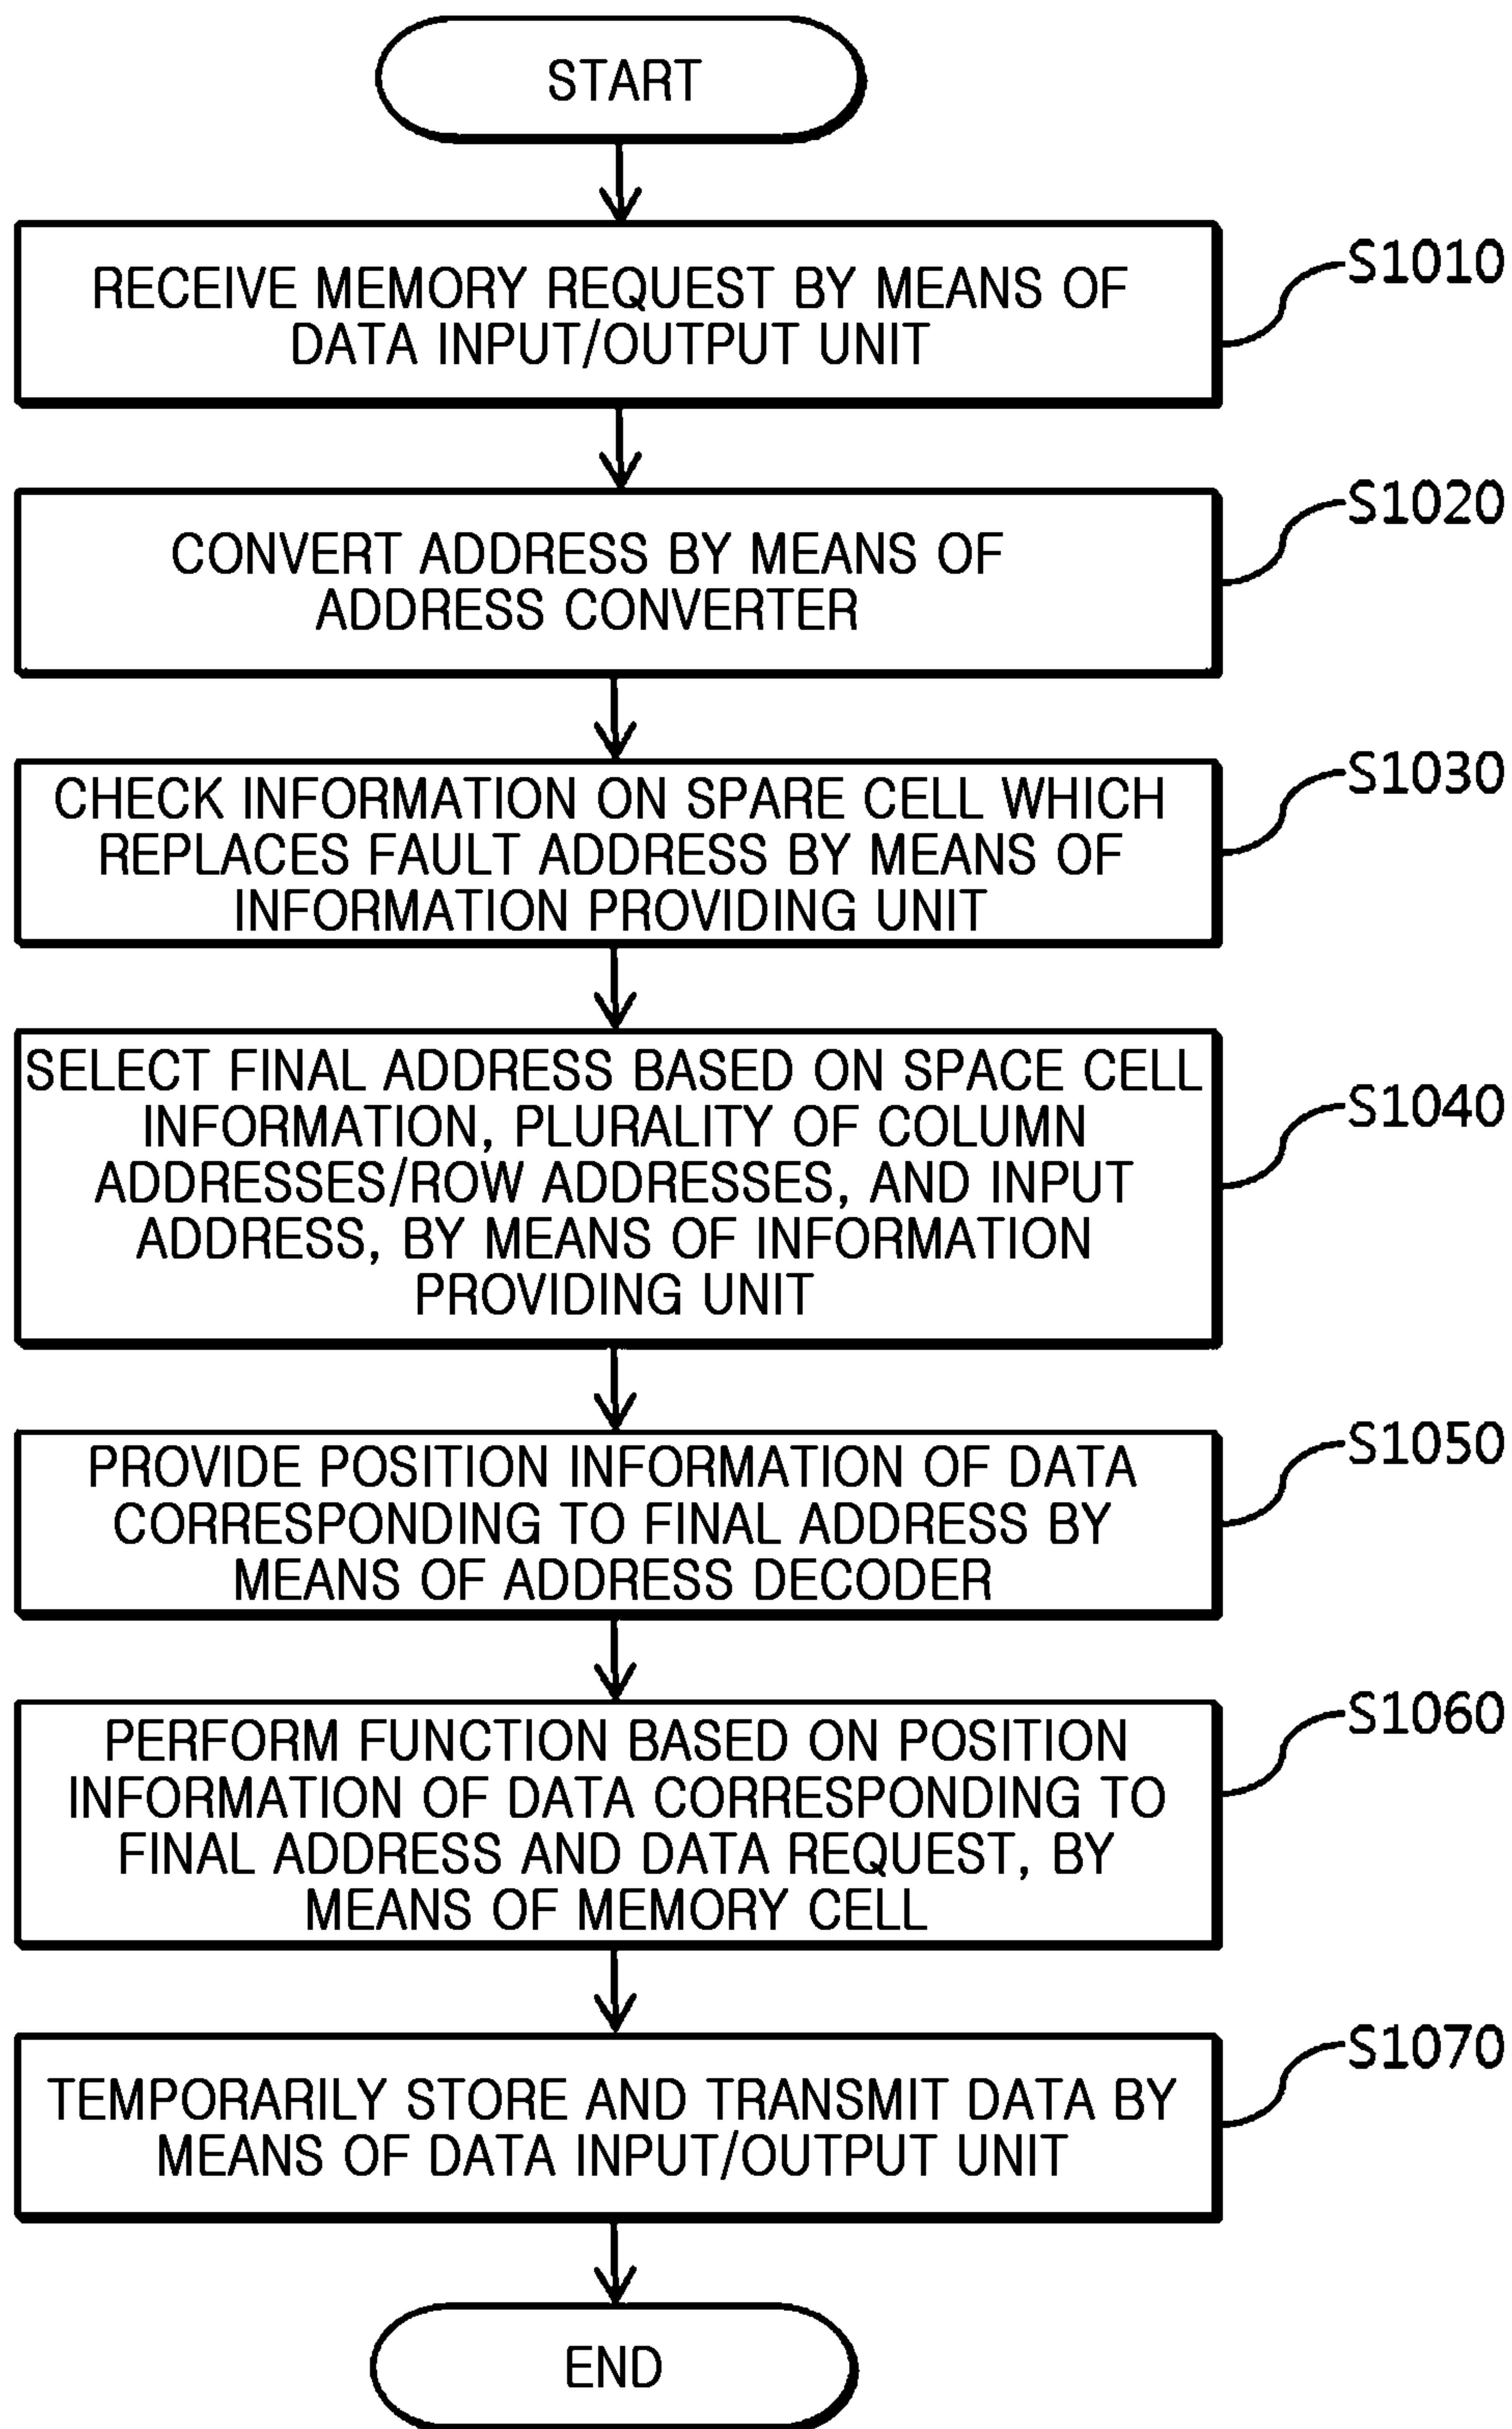 START
RECEIVE MEMORY REQUEST BY MEANS OF
DATA INPUT/OUTPUT UNIT
S1010
CONVERT ADDRESS BY MEANS OF
ADDRESS CONVERTER
S1020
CHECK INFORMATION ON SPARE CELL WHICH
REPLACES FAULT ADDRESS BY MEANS OF
INFORMATION PROVIDING UNIT
S1030
SELECT FINAL ADDRESS BASED ON SPACE CELL
INFORMATION, PLURALITY OF COLUMN
ADDRESSES/ROW ADDRESSES, AND INPUT
ADDRESS, BY MEANS OF INFORMATION
PROVIDING UNIT
S1040
PROVIDE POSITION INFORMATION OF DATA
CORRESPONDING TO FINAL ADDRESS BY
MEANS OF ADDRESS DECODER
S1050
PERFORM FUNCTION BASED ON POSITION
INFORMATION OF DATA CORRESPONDING TO
FINAL ADDRESS AND DATA REQUEST, BY
MEANS OF MEMORY CELL
S1060
TEMPORARILY STORE AND TRANSMIT DATA BY
MEANS OF DATA INPUT/OUTPUT UNIT
S1070
END